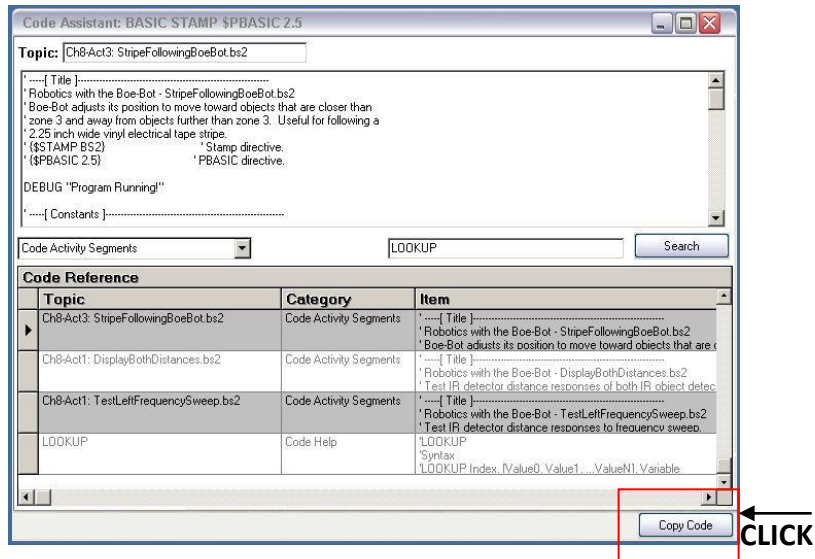 Code Assistant: BASIC STAMP $PBASIC 2.5
Topic: Ch8-Act3: StripeFollowingBoeBot.bs2
' -----[ Title ]--------------------------------------------------------------
' Robotics with the Boe-Bot - StripeFollowingBoeBot.bs2
' Boe-Bot adjusts its position to move toward objects that are closer than
' zone 3 and away from objects further than zone 3.  Useful for following a
' 2.25 inch wide vinyl electrical tape stripe.
' {$STAMP BS2} ' Stamp directive.
' {$PBASIC 2.5} ' PBASIC directive.
DEBUG "Program Running!"
' -----[ Constants ]----------------------------------------------------------
Code Activity Segments LOOKUP Search
Code Reference
Topic Category Item
Ch8-Act3: StripeFollowingBoeBot.bs2 Code Activity Segments ' -----[ Title ]--------------------------------------------------------------
' Robotics with the Boe-Bot - StripeFollowingBoeBot.bs2
' Boe-Bot adjusts its position to move toward objects that are
Ch8-Act1: DisplayBothDistances.bs2 Code Activity Segments ' -----[ Title ]--------------------------------------------------------------
' Robotics with the Boe-Bot - DisplayBothDistances.bs2
' Test IR detector distance responses of both IR object detec
Ch8-Act1: TestLeftFrequencySweep.bs2 Code Activity Segments ' -----[ Title ]--------------------------------------------------------------
' Robotics with the Boe-Bot - TestLeftFrequencySweep.bs2
' Test IR detector distance responses to frequency sweep.
LOOKUP Code Help 'LOOKUP
'Syntax
'LOOKUP Index, [Value0, Value1, ...ValueN], Variable
Copy Code
CLICK